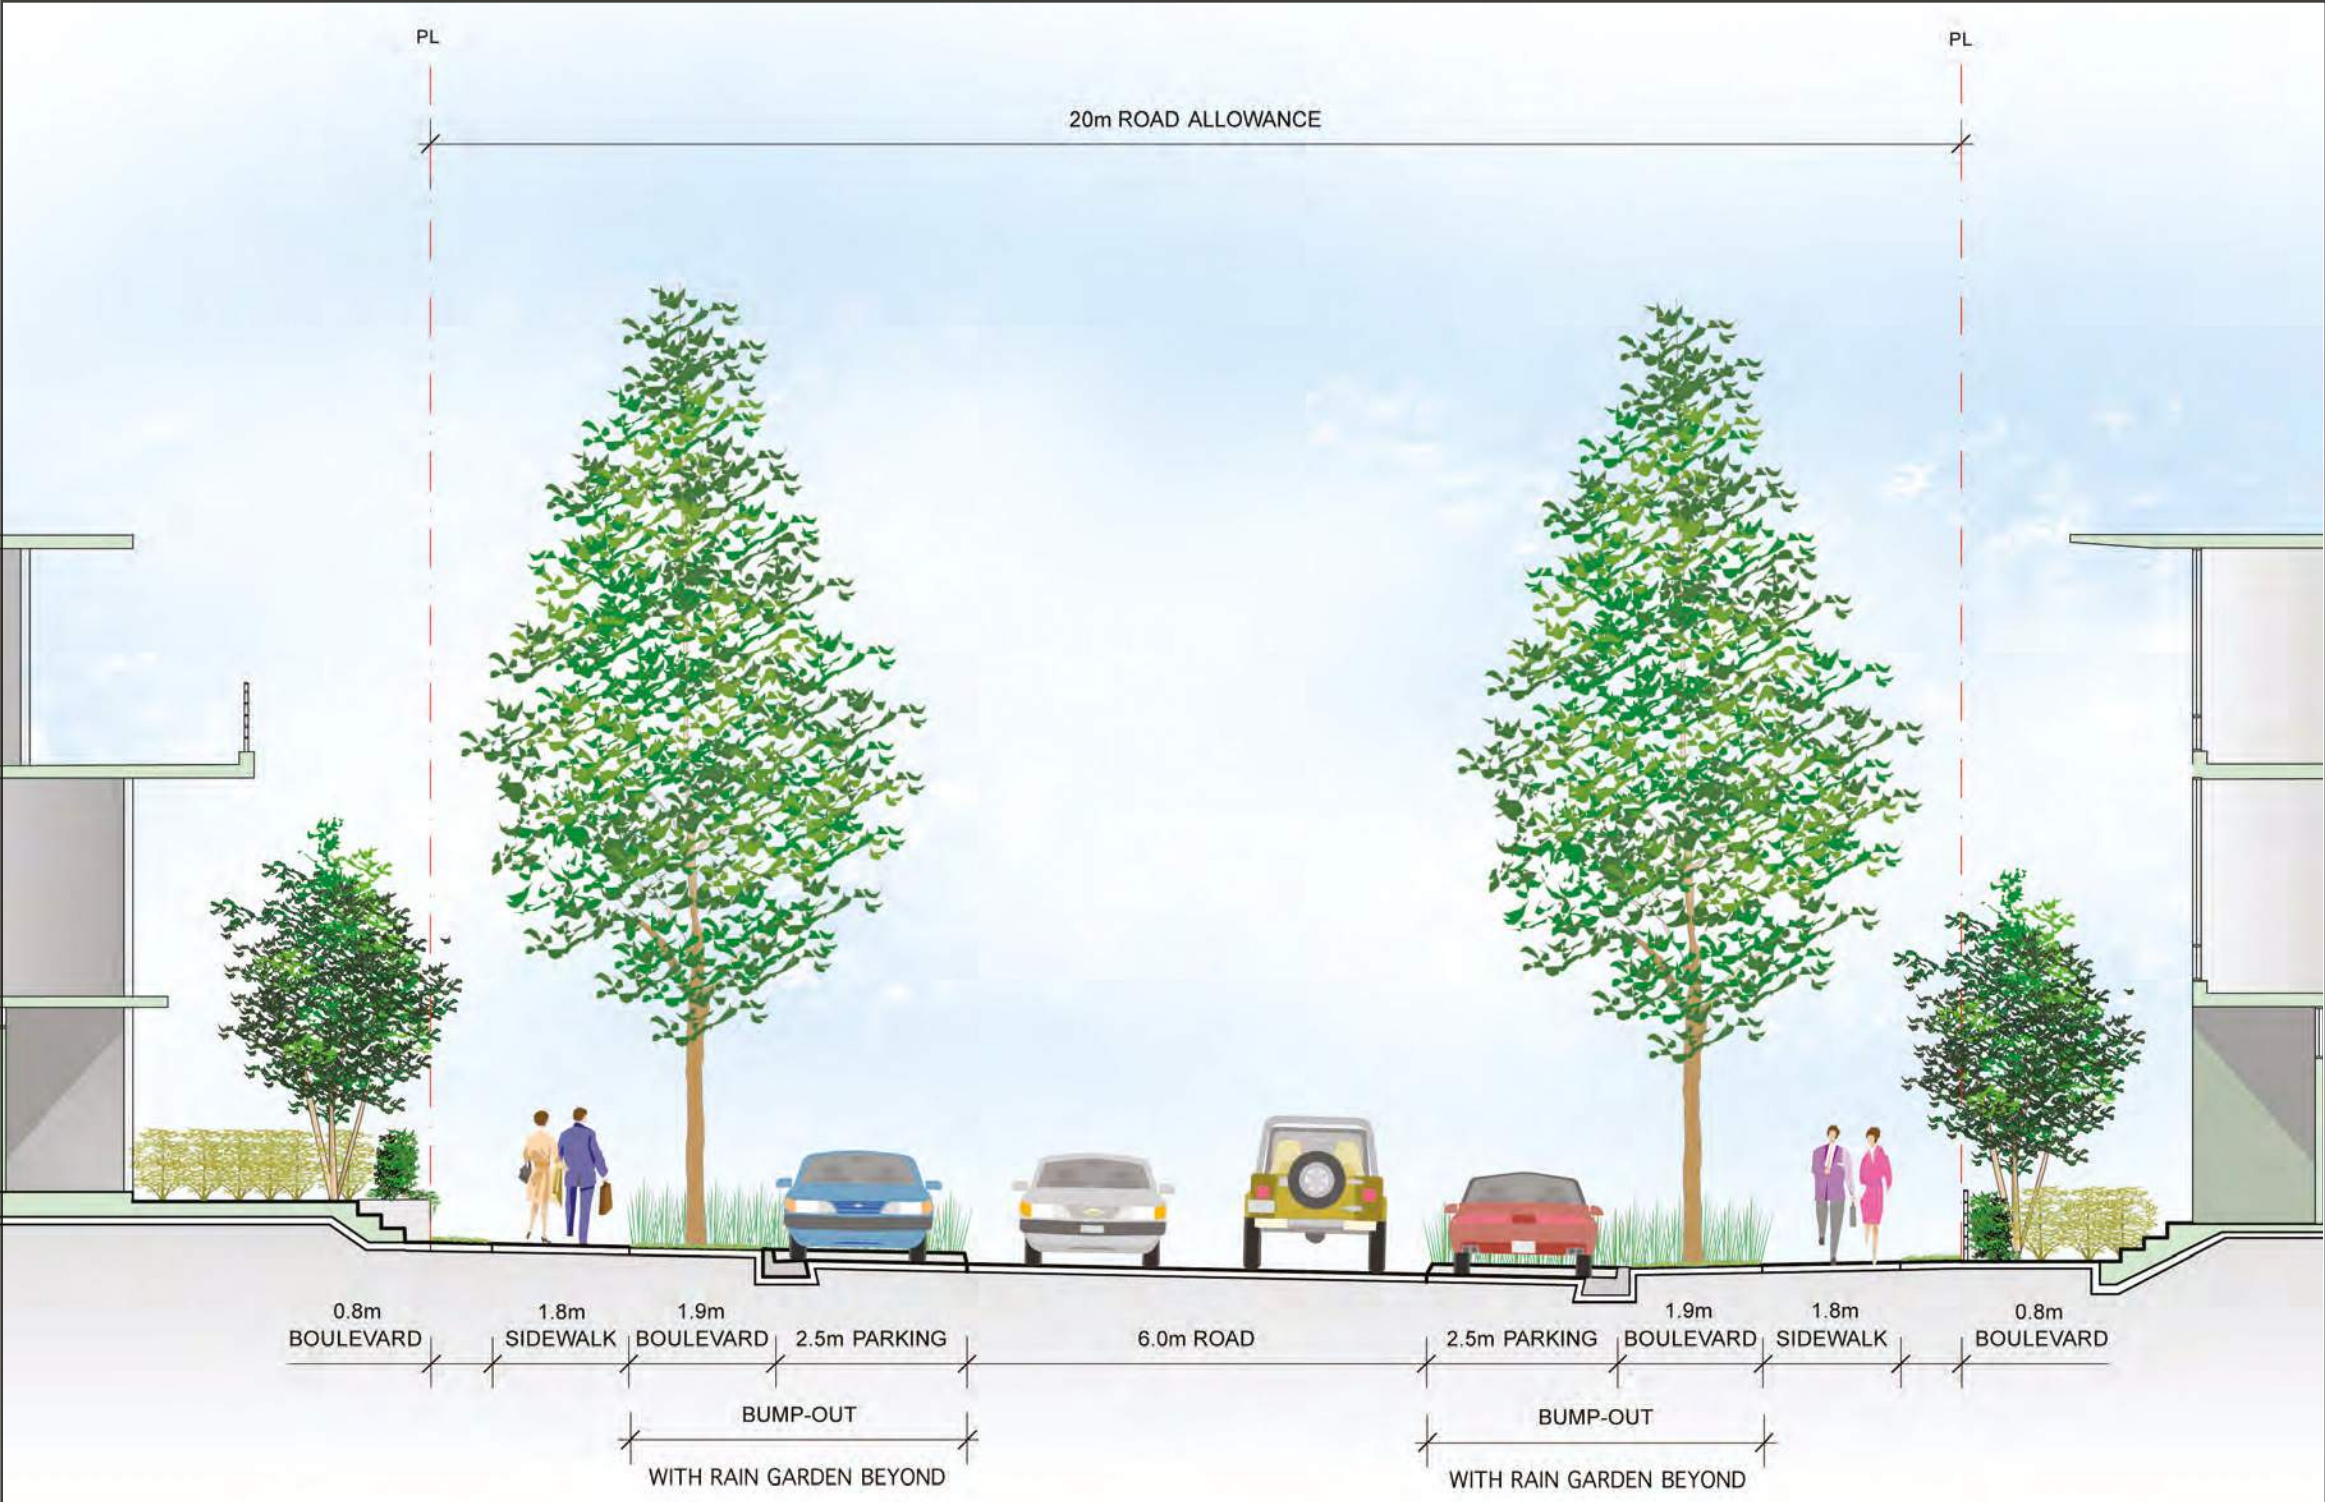 PL
PL
20m ROAD ALLOWANCE
0.8m
BOULEVARD
1.8m
SIDEWALK
1.9m
BOULEVARD
2.5m PARKING
6.0m ROAD
2.5m PARKING
1.9m
BOULEVARD
1.8m
SIDEWALK
0.8m
BOULEVARD
BUMP-OUT
WITH RAIN GARDEN BEYOND
BUMP-OUT
WITH RAIN GARDEN BEYOND